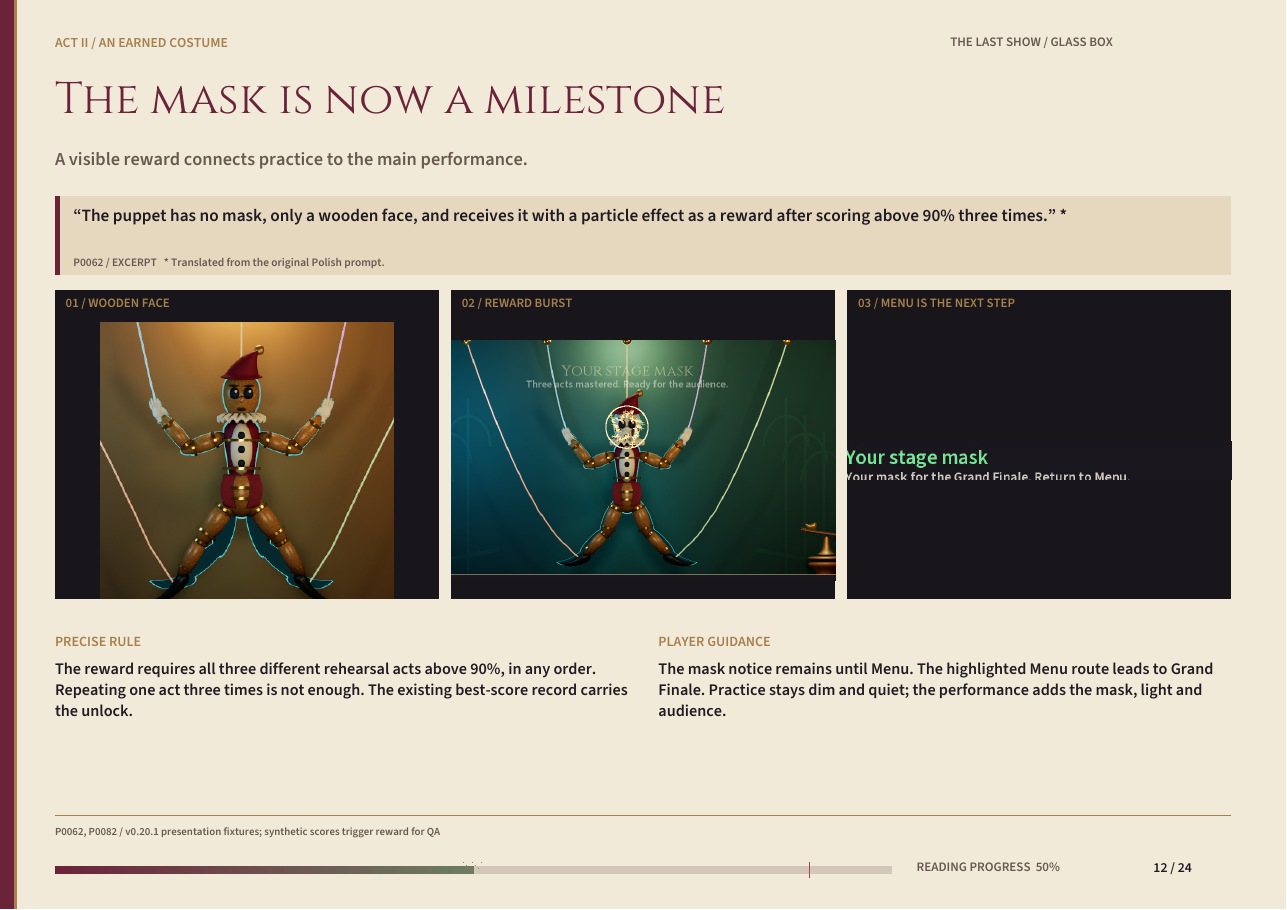 ACT II / AN EARNED COSTUME
THE LAST SHOW / GLASS BOX
The mask is now a milestone
A visible reward connects practice to the main performance.
“The puppet has no mask, only a wooden face, and receives it with a particle effect as a reward after scoring above 90% three times.” *
P0062 / EXCERPT * Translated from the original Polish prompt.
01 / WOODEN FACE
02 / REWARD BURST
Your stage mask
Three acts mastered. Ready for the audience.
03 / MENU IS THE NEXT STEP
Your stage mask
Your mask for the Grand Finale. Return to Menu.
PRECISE RULE
The reward requires all three different rehearsal acts above 90%, in any order.
Repeating one act three times is not enough. The existing best-score record carries
the unlock.
PLAYER GUIDANCE
The mask notice remains until Menu. The highlighted Menu route leads to Grand
Finale. Practice stays dim and quiet; the performance adds the mask, light and
audience.
P0062, P0082 / v0.20.1 presentation fixtures; synthetic scores trigger reward for QA
READING PROGRESS 50%
12 / 24